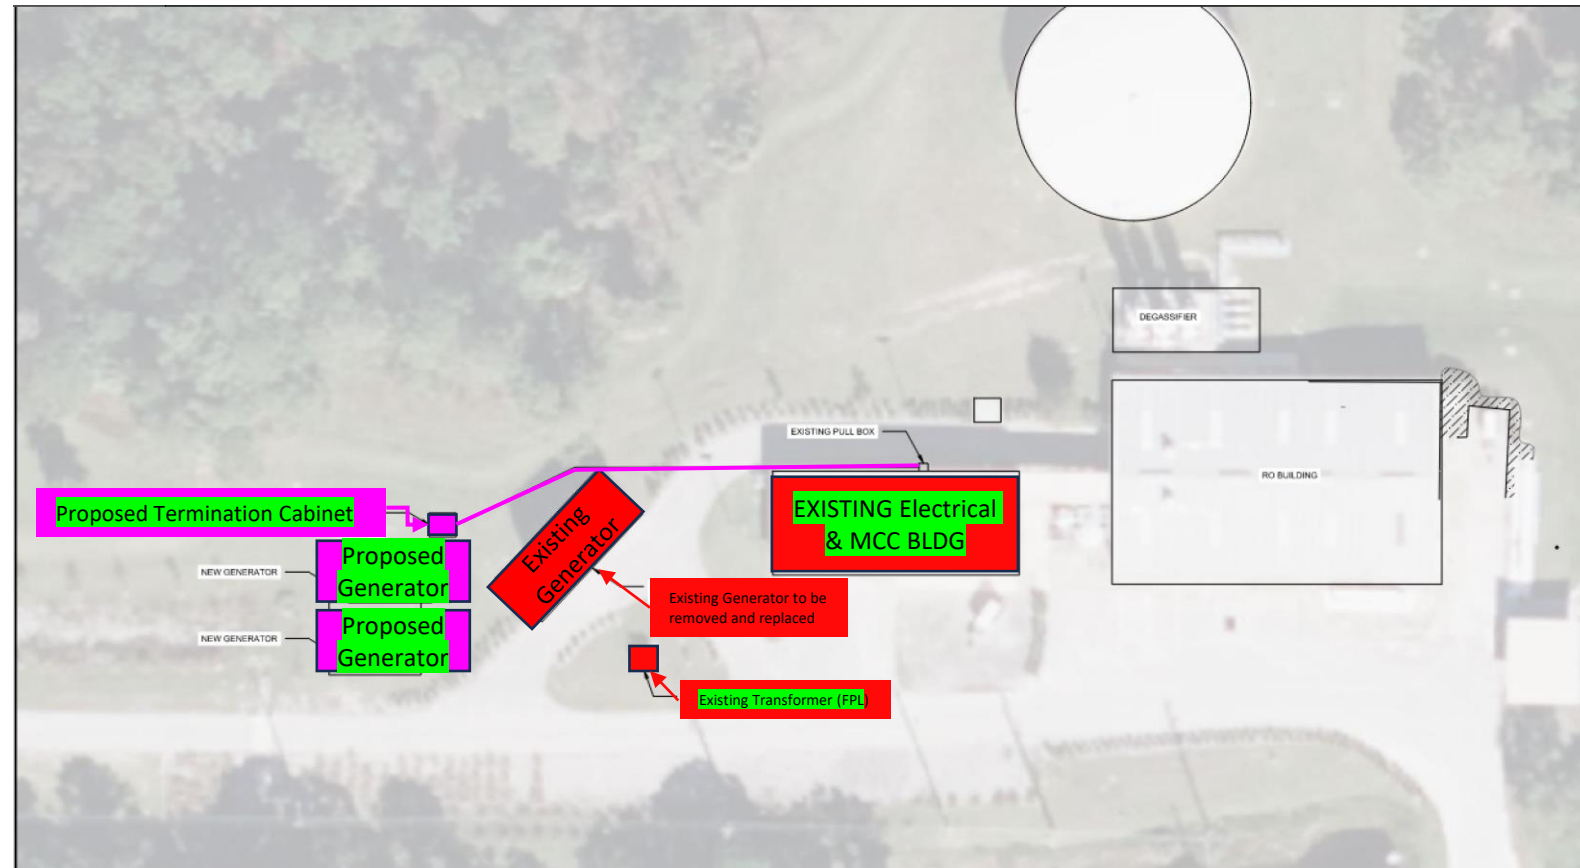 DEGASSIFIER
EXISTING PULL BOX
RO BUILDING
Proposed Termination Cabinet
EXISTING Electrical
& MCC BLDG
Existing
Generator
Proposed
Generator
NEW GENERATOR
Existing Generator to be
removed and replaced
Proposed
Generator
NEW GENERATOR
Existing Transformer (FPL)